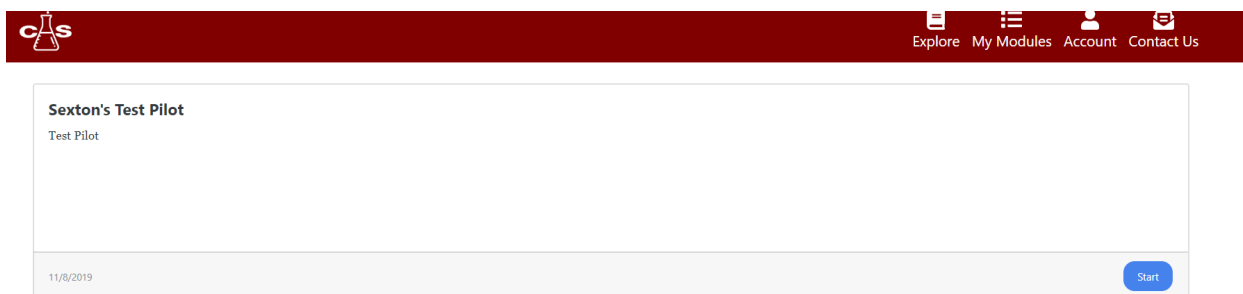 CAS
Explore My Modules Account Contact Us
Sexton's Test Pilot
Test Pilot
11/8/2019 Start